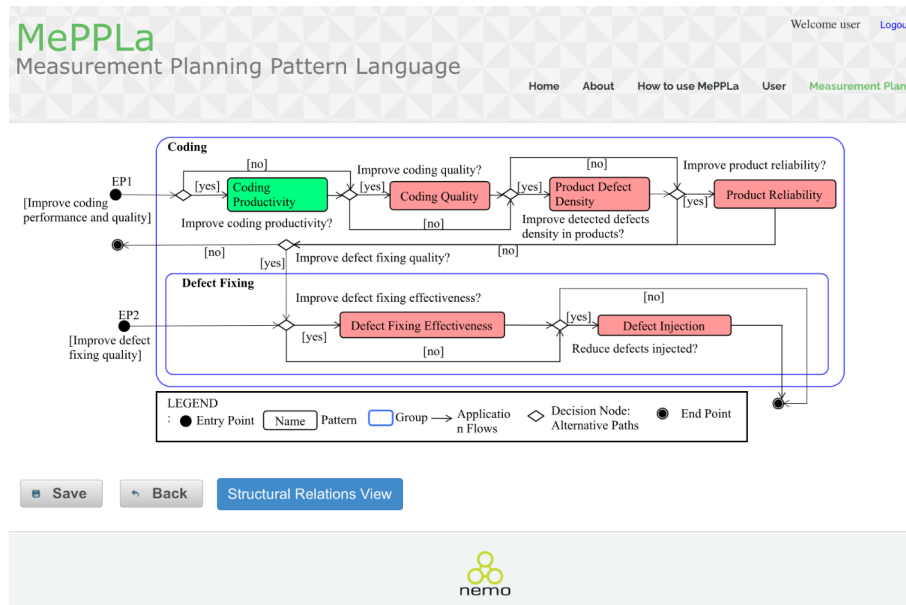 MePPLa
Measurement Planning Pattern Language
Welcome user Logou
Home About How to use MePPLa User Measurement Plan
Coding
[no]
EP1
[Improve coding
performance and quality]
[yes]
Coding
Productivity
Improve coding productivity?
Improve coding quality?
[yes]
Coding Quality
[no]
[no]
[yes]
Product Defect
Density
Improve detected defects
density in products?
Improve product reliability?
[yes]
Product Reliability
[no]
[no]
[yes]
Improve defect fixing quality?
Defect Fixing
EP2
[Improve defect
fixing quality]
Improve defect fixing effectiveness?
[yes]
Defect Fixing Effectiveness
[no]
[no]
[yes]
Defect Injection
Reduce defects injected?
LEGEND
:
Entry Point
Name
Pattern
Group
Applicatio
n Flows
Decision Node:
Alternative Paths
End Point
Save
Back
Structural Relations View
nemo